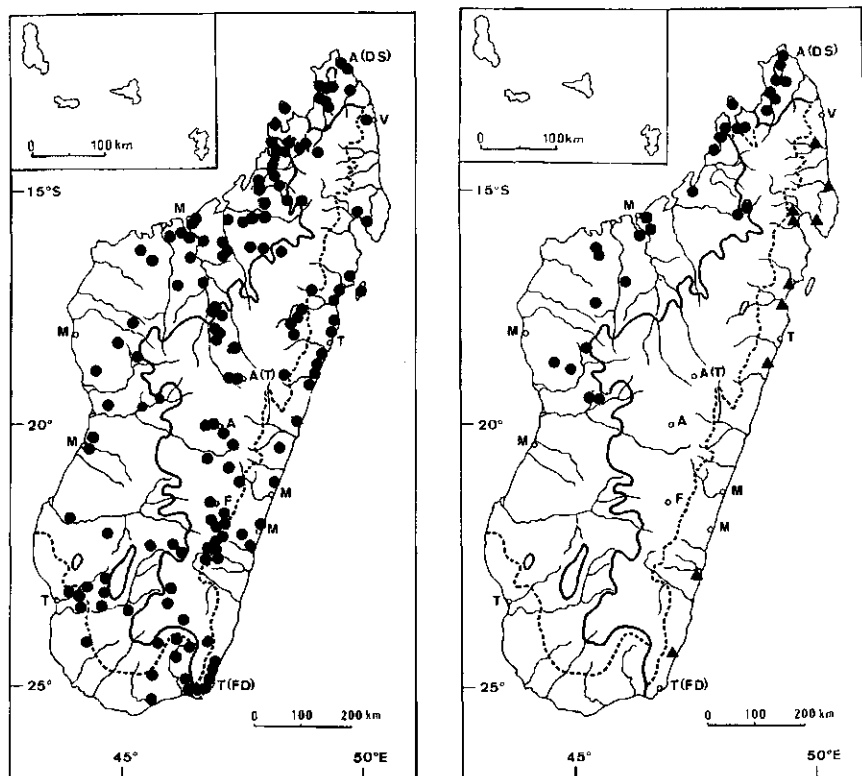 A(DS)
V
0 100km
15°S
M
M
T
A(T)
20°
A
M
F
M
M
T
25°
T(FD)
0 100 200
km
45° 50°E
A(DS)
V
0 100km
15°S
M
M
T
A(T)
20°
A
M
F
M
M
T
25°
T(FD)
0 100 200
km
45° 50°E